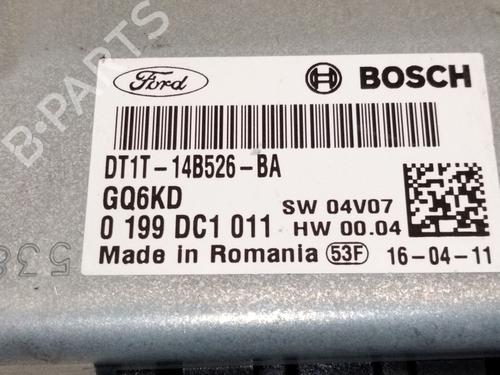 Ford BOSCH
DT1T-14B526-BA
GQ6KD
0 199 DC1 011
SW 04V07
HW 00.04
Made in Romania 53F 16-04-11
B-PARTS
538